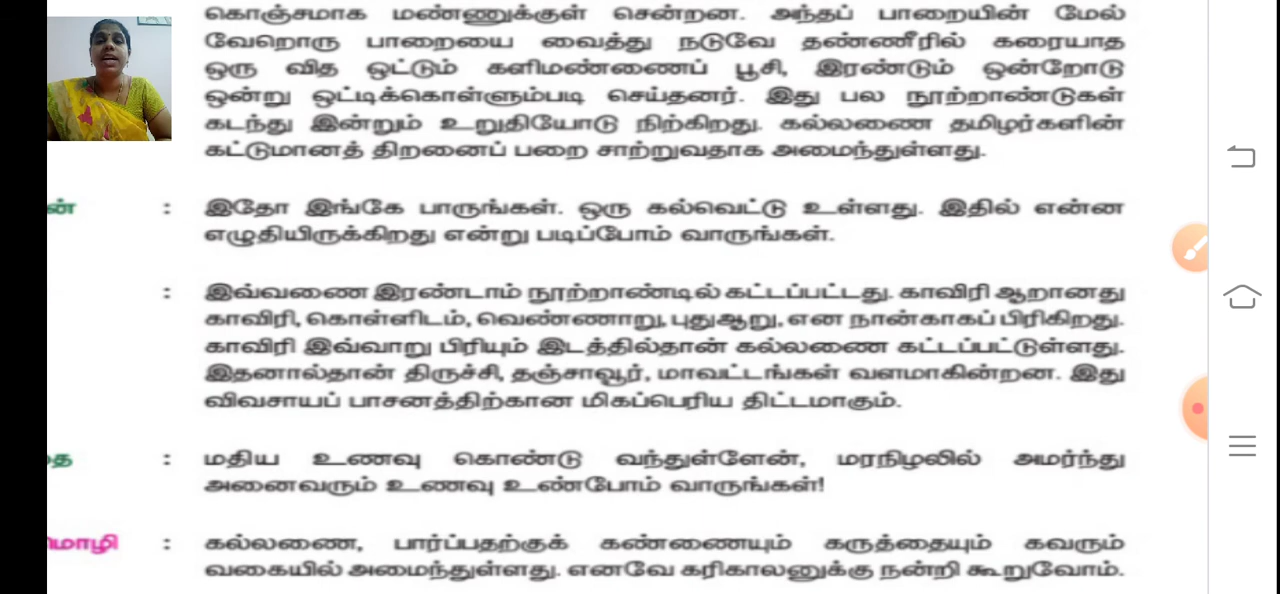 கொஞ்சமாக மண்ணுக்குள் சென்றன. அந்தப் பாறையின் மேல்
வேறொரு பாறையை வைத்து நடுவே தண்ணீரில் கரையாத
ஒரு வித ஒட்டும் களிமண்ணைப் பூசி, இரண்டும் ஒன்றோடு
ஒன்று ஒட்டிக்கொள்ளும்படி செய்தனர். இது பல நூற்றாண்டுகள்
கடந்து இன்றும் உறுதியோடு நிற்கிறது. கல்லணை தமிழர்களின்
கட்டுமானத் திறனைப் பறை சாற்றுவதாக அமைந்துள்ளது.
ன் : இதோ இங்கே பாருங்கள். ஒரு கல்வெட்டு உள்ளது. இதில் என்ன
எழுதியிருக்கிறது என்று படிப்போம் வாருங்கள்.
: இவ்வணை இரண்டாம் நூற்றாண்டில் கட்டப்பட்டது. காவிரி ஆறானது
காவிரி, கொள்ளிடம், வெண்ணாறு, புதுஆறு, என நான்காகப் பிரிகிறது.
காவிரி இவ்வாறு பிரியும் இடத்தில்தான் கல்லணை கட்டப்பட்டுள்ளது.
இதனால்தான் திருச்சி, தஞ்சாவூர், மாவட்டங்கள் வளமாகின்றன. இது
விவசாயப் பாசனத்திற்கான மிகப்பெரிய திட்டமாகும்.
தை : மதிய உணவு கொண்டு வந்துள்ளேன், மரநிழலில் அமர்ந்து
அனைவரும் உணவு உண்போம் வாருங்கள்!
மொழி : கல்லணை, பார்ப்பதற்குக் கண்ணையும் கருத்தையும் கவரும்
வகையில் அமைந்துள்ளது. எனவே கரிகாலனுக்கு நன்றி கூறுவோம்.